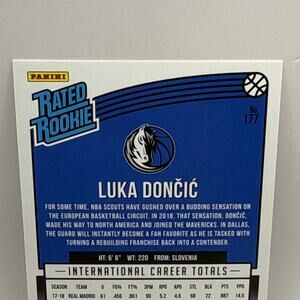 PANINI
RATED
ROOKIE
No.
177
LUKA DONČIĆ
FOR SOME TIME, NBA SCOUTS HAVE GUSHED OVER A BUDDING SENSATION ON
THE EUROPEAN BASKETBALL CIRCUIT. IN 2018, THAT SENSATION, DONČIĆ,
MADE HIS WAY TO NORTH AMERICA AND JOINED THE MAVERICKS. IN DALLAS,
THE GUARD WILL INSTANTLY BECOME A FAN FAVORITE AS HE IS TASKED WITH
TURNING A REBUILDING FRANCHISE BACK INTO A CONTENDER.
HT: 6' 6" WT: 220 FROM: SLOVENIA
INTERNATIONAL CAREER TOTALS
SEASON TEAM G FG% FT% 3PM RPG APG STL BLK PTS PPG
17-18 REAL MADRID 61 .456 .801 90 5.2 4.6 68 22 887 14.5